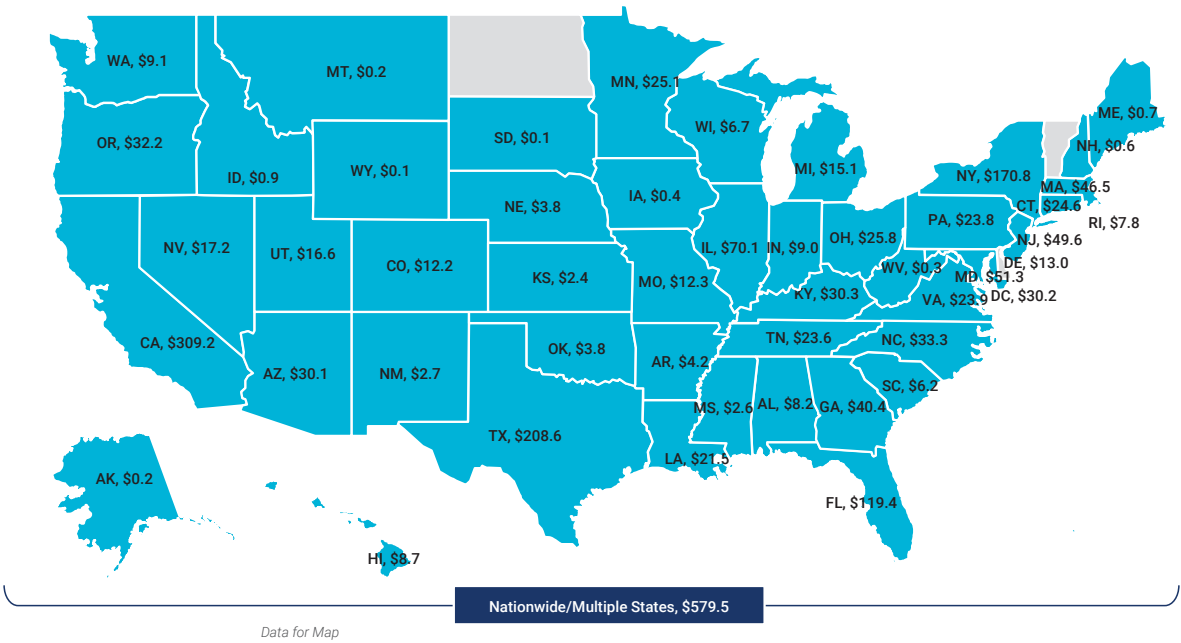 WA, $9.1
MT, $0.2
MN, $25.1
ME, $0.7
OR, $32.2
SD, $0.1
WI, $6.7
NH, $0.6
ID, $0.9
WY, $0.1
MI, $15.1
NY, $170.8
MA, $46.5
IA, $0.4
NE, $3.8
CT, $24.6
PA, $23.8
RI, $7.8
NV, $17.2
UT, $16.6
CO, $12.2
IL, $70.1
IN, $9.0
OH, $25.8
NJ, $49.6
DE, $13.0
WV, $0.3
MD, $51.3
KS, $2.4
MO, $12.3
KY, $30.3
VA, $23.9
DC, $30.2
CA, $309.2
TN, $23.6
NC, $33.3
OK, $3.8
AR, $4.2
AZ, $30.1
NM, $2.7
SC, $6.2
MS, $2.6
AL, $8.2
GA, $40.4
TX, $208.6
LA, $21.5
AK, $0.2
FL, $119.4
HI, $8.7
Nationwide/Multiple States, $579.5
Data for Map